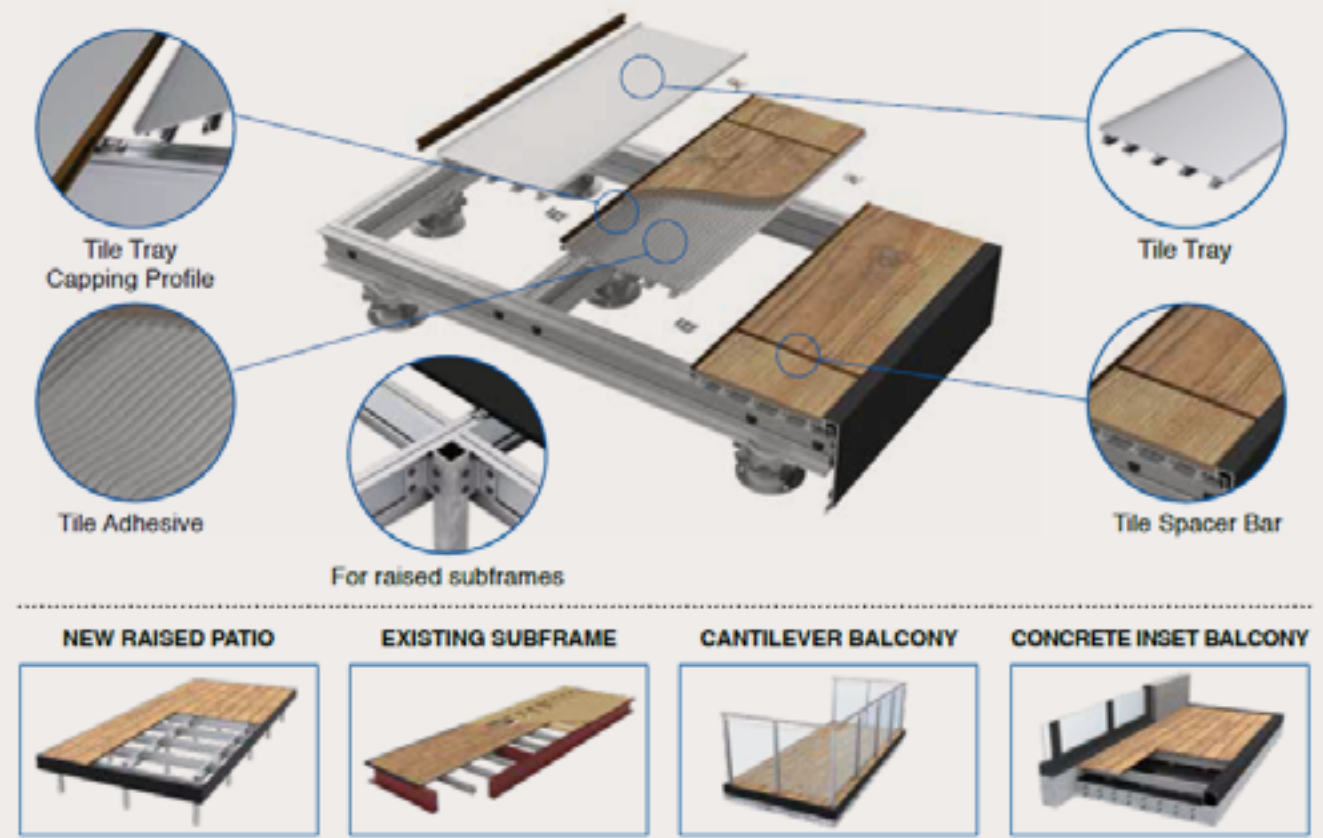 Tile Tray
Capping Profile
Tile Tray
Tile Adhesive
Tile Spacer Bar
For raised subframes
NEW RAISED PATIO
EXISTING SUBFRAME
CANTILEVER BALCONY
CONCRETE INSET BALCONY